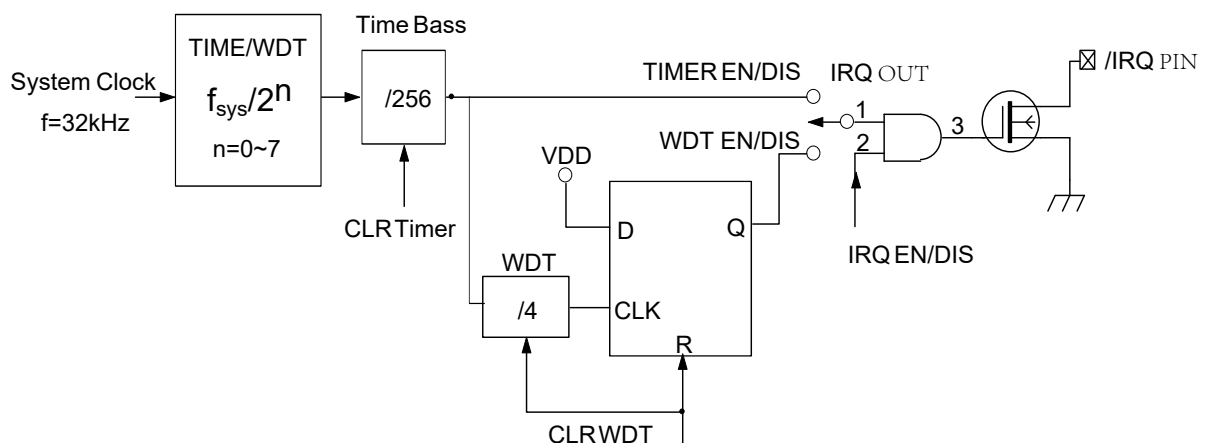 Time Bass
TIME/WDT
System Clock
f=32kHz
fsys/2^n
n=0~7
/256
CLR Timer
TIMER EN/DIS
IRQ OUT
/IRQ PIN
1
2
3
WDT EN/DIS
IRQ EN/DIS
VDD
D
Q
WDT
/4
CLK
R
CLR WDT